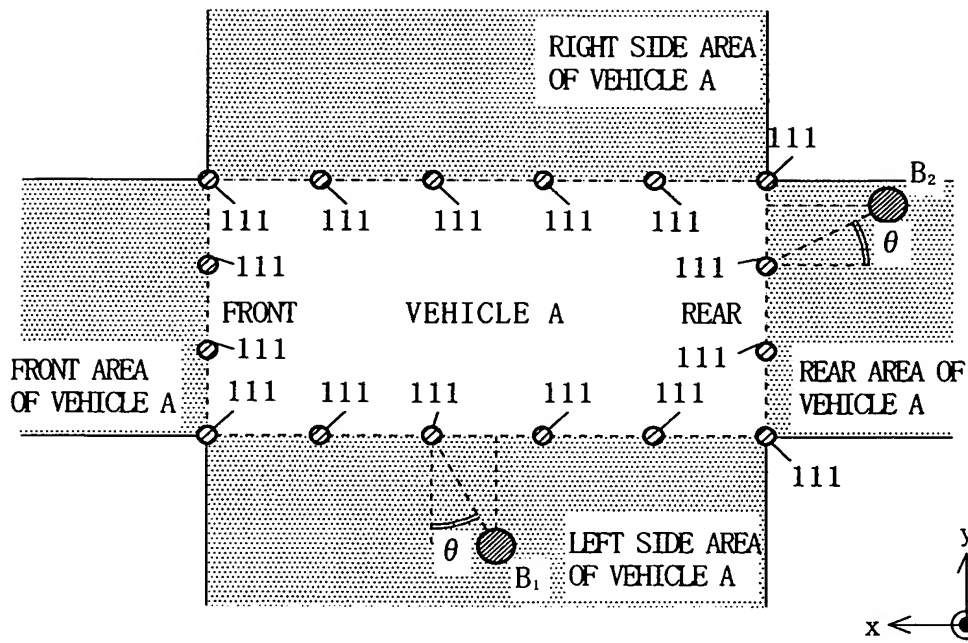 RIGHT SIDE AREA
OF VEHICLE A
111
B₂
111 111 111 111 111
θ
111 111
FRONT VEHICLE A REAR
111 111
FRONT AREA
OF VEHICLE A
REAR AREA OF
VEHICLE A
111 111 111 111 111
111
θ
B₁
LEFT SIDE AREA
OF VEHICLE A
y
x